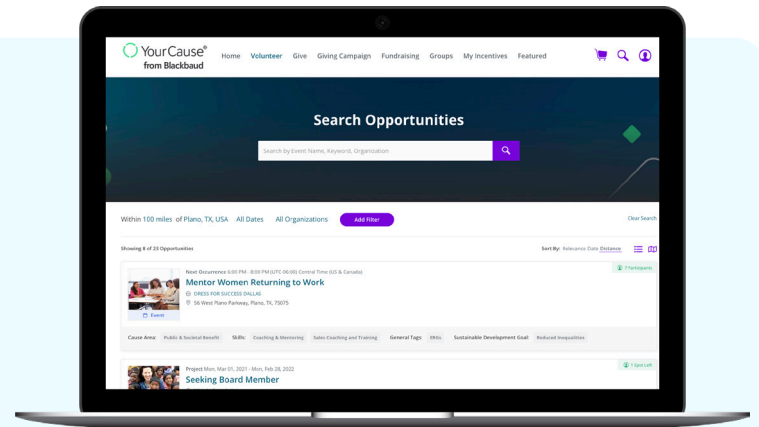 YourCause®
from Blackbaud
Home Volunteer Give Giving Campaign Fundraising Groups My Incentives Featured
Search Opportunities
Search by Event Name, Keyword, Organization
Within 100 miles of Plano, TX, USA All Dates All Organizations Add Filter Clear Search
Showing 8 of 23 Opportunities Sort By: Relevance Date Distance
7 Participants
Next Occurrence 6:00 PM - 8:00 PM (UTC-06:00) Central Time (US & Canada)
Mentor Women Returning to Work
DRESS FOR SUCCESS DALLAS
56 West Plano Parkway, Plano, TX, 75075
Event
Cause Area: Public & Societal Benefit Skills: Coaching & Mentoring Sales Coaching and Training General Tags: ERGs Sustainable Development Goal: Reduced Inequalities
1 Spot Left
Project Mon, Mar 01, 2021 - Mon, Feb 28, 2022
Seeking Board Member